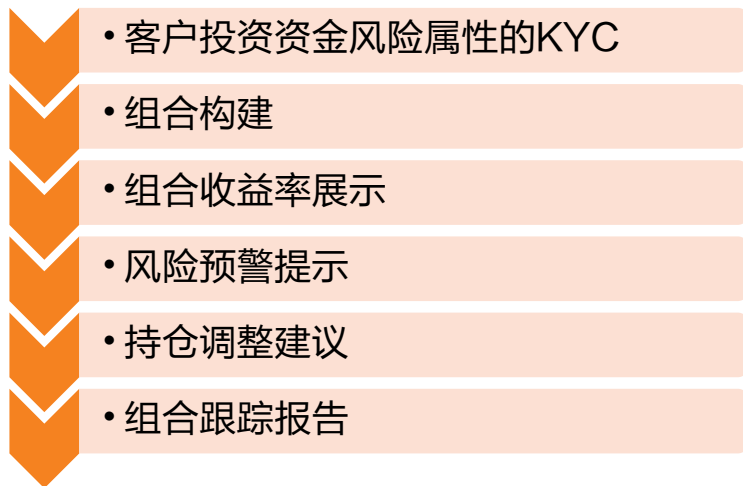 • 客户投资资金风险属性的KYC
• 组合构建
• 组合收益率展示
• 风险预警提示
• 持仓调整建议
• 组合跟踪报告